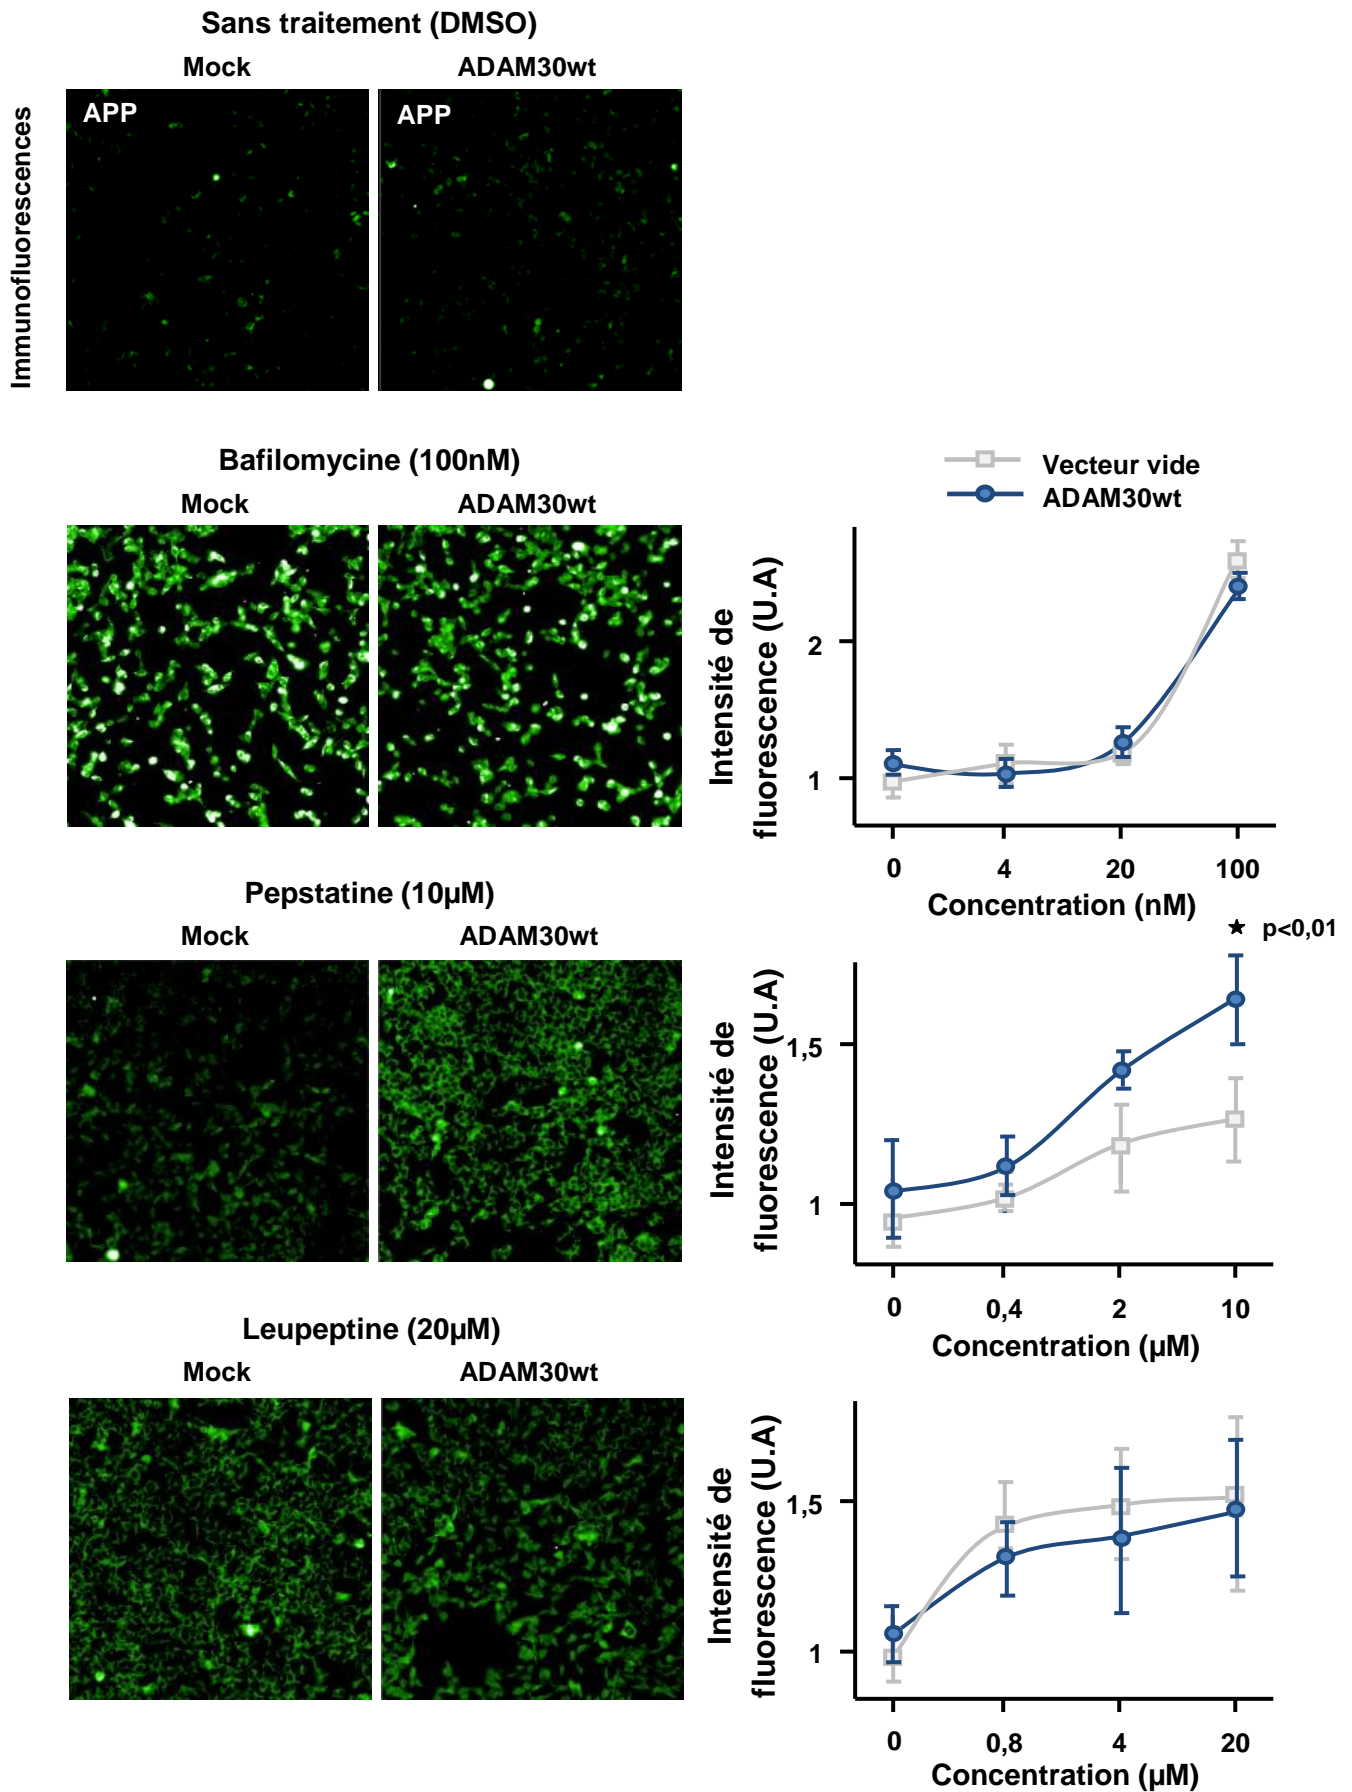 Sans traitement (DMSO)
Mock ADAM30wt
Immunofluorescences
APP APP
Bafilomycine (100nM)
Mock ADAM30wt
Vecteur vide
ADAM30wt
Intensité de
fluorescence (U.A)
2
1
0 4 20 100
Concentration (nM)
Pepstatine (10µM)
Mock ADAM30wt
★ p<0,01
Intensité de
fluorescence (U.A)
1,5
1
0 0,4 2 10
Concentration (µM)
Leupeptine (20µM)
Mock ADAM30wt
Intensité de
fluorescence (U.A)
1,5
1
0 0,8 4 20
Concentration (µM)